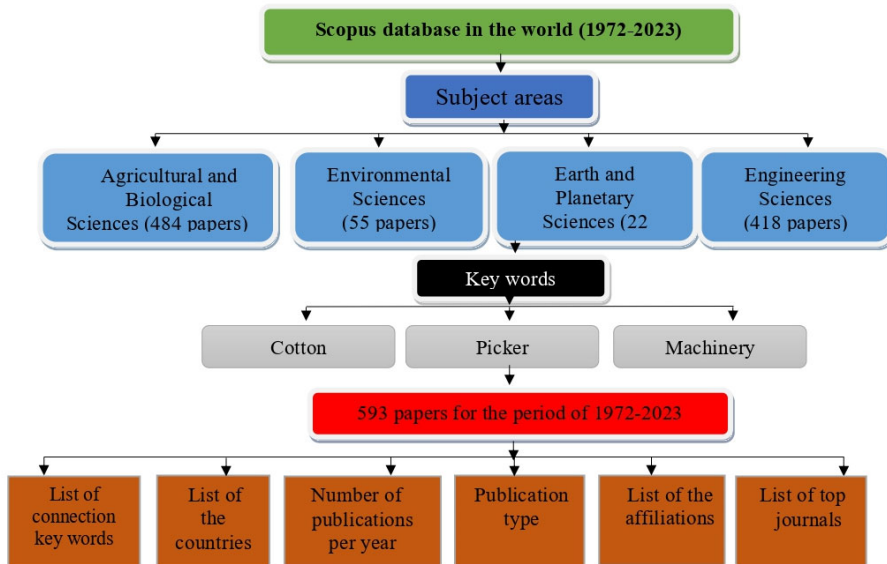 Scopus database in the world (1972-2023)
Subject areas
Agricultural and
Biological
Sciences (484 papers)
Environmental
Sciences
(55 papers)
Earth and
Planetary
Sciences (22
Engineering
Sciences
(418 papers)
Key words
Cotton
Picker
Machinery
593 papers for the period of 1972-2023
List of
connection
key words
List of
the
countries
Number of
publications
per year
Publication
type
List of the
affiliations
List of top
journals